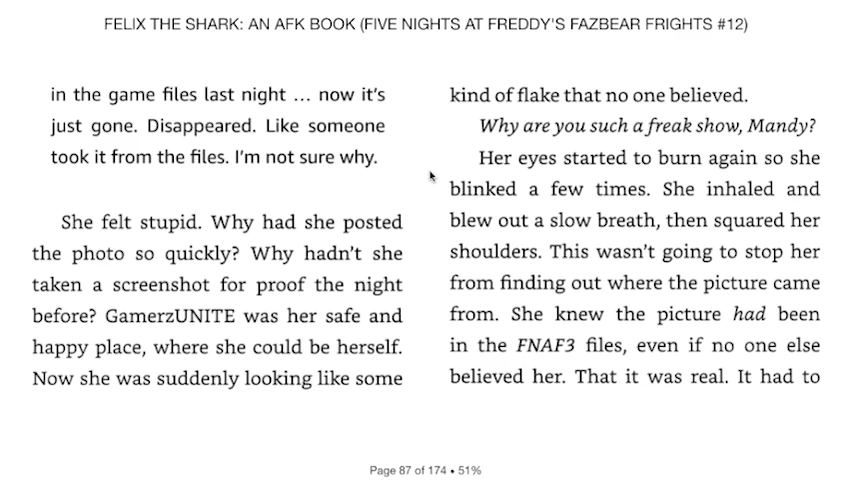 FELIX THE SHARK: AN AFK BOOK (FIVE NIGHTS AT FREDDY'S FAZBEAR FRIGHTS #12)
in the game files last night … now it's
just gone. Disappeared. Like someone
took it from the files. I'm not sure why.
She felt stupid. Why had she posted
the photo so quickly? Why hadn't she
taken a screenshot for proof the night
before? GamerzUNITE was her safe and
happy place, where she could be herself.
Now she was suddenly looking like some
kind of flake that no one believed.
Why are you such a freak show, Mandy?
Her eyes started to burn again so she
blinked a few times. She inhaled and
blew out a slow breath, then squared her
shoulders. This wasn't going to stop her
from finding out where the picture came
from. She knew the picture had been
in the FNAF3 files, even if no one else
believed her. That it was real. It had to
Page 87 of 174 • 51%